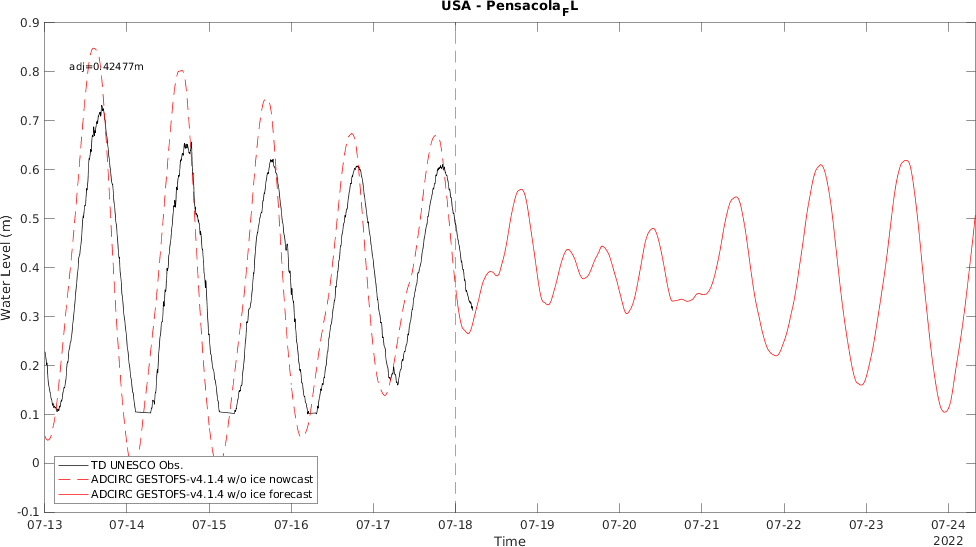 USA - Pensacola_FL
0.9
adj=0.42477m
0.8
0.7
0.6
0.5
0.4
0.3
0.2
0.1
0
-0.1
Water Level (m)
TD UNESCO Obs.
ADCIRC GESTOFS-v4.1.4 w/o ice nowcast
ADCIRC GESTOFS-v4.1.4 w/o ice forecast
07-13 07-14 07-15 07-16 07-17 07-18 07-19 07-20 07-21 07-22 07-23 07-24
Time 2022